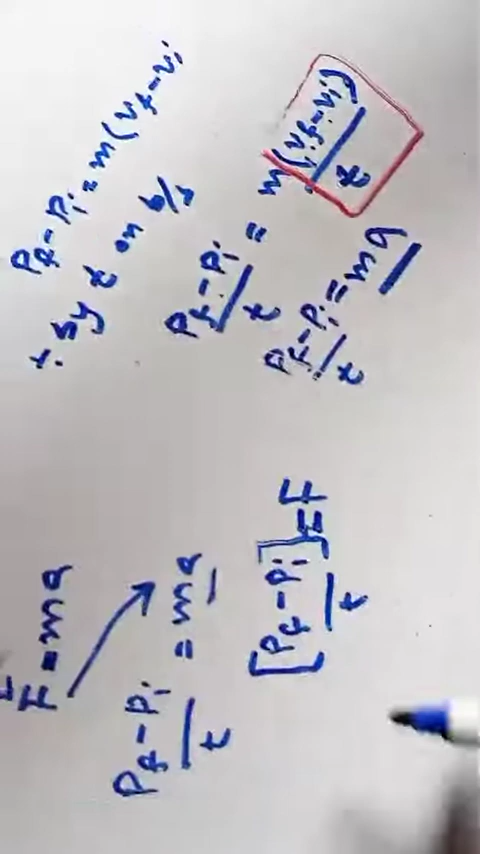 Pf - Pi = m(vf - vi
÷ by t on b/s
Pf - Pi / t = m (vf - vi) / t
Pf - Pi / t = ma
F = ma
Pf - Pi / t = ma
[Pf - Pi / t] = F